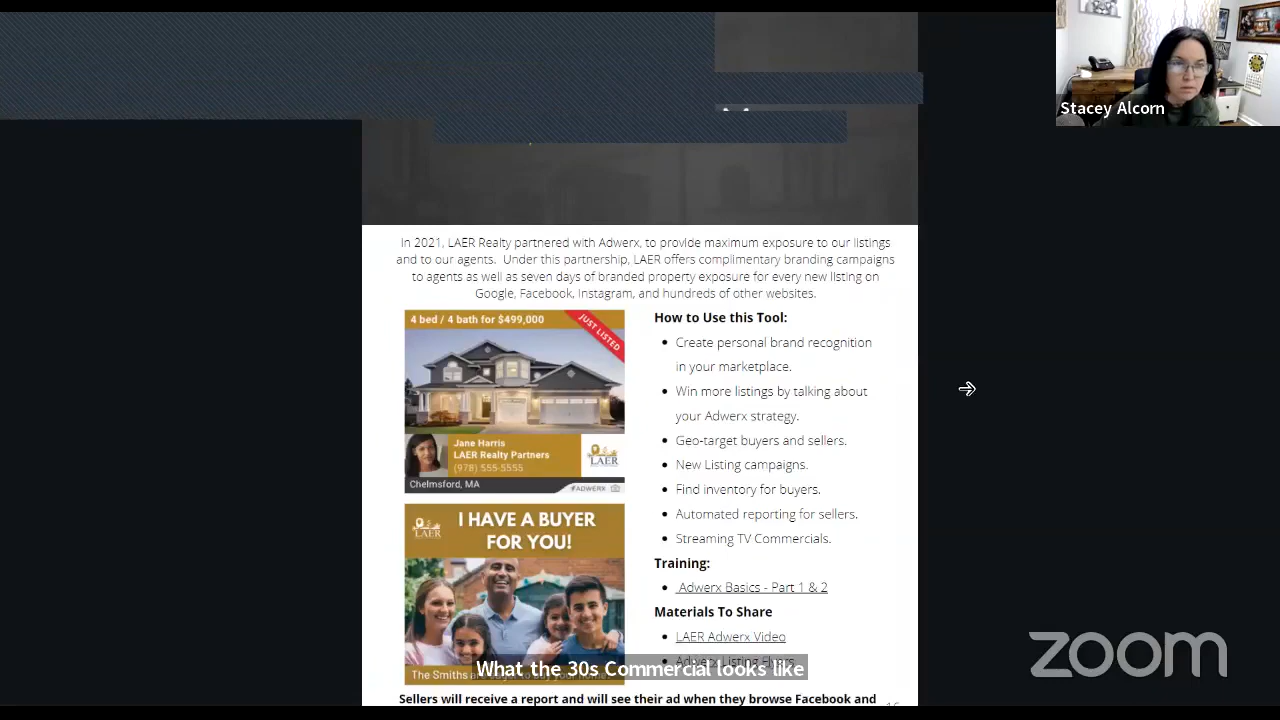 Stacey Alcorn
In 2021, LAER Realty partnered with Adwerx, to provide maximum exposure to our listings
and to our agents. Under this partnership, LAER offers complimentary branding campaigns
to agents as well as seven days of branded property exposure for every new listing on
Google, Facebook, Instagram, and hundreds of other websites.
4 bed / 4 bath for $499,000
JUST LISTED
Jane Harris
LAER Realty Partners
(978) 555-5555
LAER
Chelmsford, MA
#ADWERX
LAER
I HAVE A BUYER
FOR YOU!
The Smiths are
How to Use this Tool:
Create personal brand recognition
in your marketplace.
Win more listings by talking about
your Adwerx strategy.
Geo-target buyers and sellers.
New Listing campaigns.
Find inventory for buyers.
Automated reporting for sellers.
Streaming TV Commercials.
Training:
Adwerx Basics - Part 1 & 2
Materials To Share
LAER Adwerx Video
Adwerx Listing Flyers
What the 30s Commercial looks like
Sellers will receive a report and will see their ad when they browse Facebook and
zoom